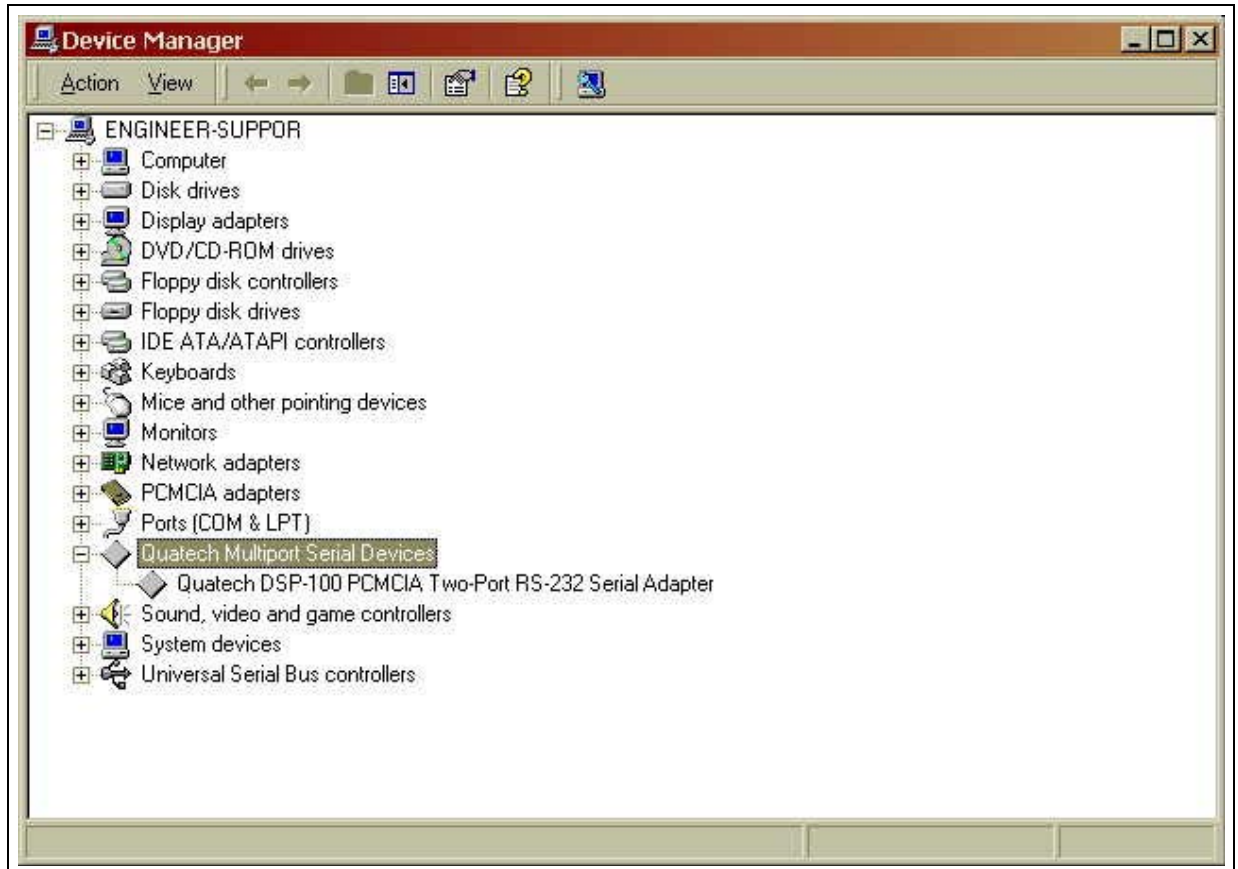 Device Manager
Action View
ENGINEER-SUPPOR
Computer
Disk drives
Display adapters
DVD/CD-ROM drives
Floppy disk controllers
Floppy disk drives
IDE ATA/ATAPI controllers
Keyboards
Mice and other pointing devices
Monitors
Network adapters
PCMCIA adapters
Ports (COM & LPT)
Quatech Multiport Serial Devices
Quatech DSP-100 PCMCIA Two-Port RS-232 Serial Adapter
Sound, video and game controllers
System devices
Universal Serial Bus controllers